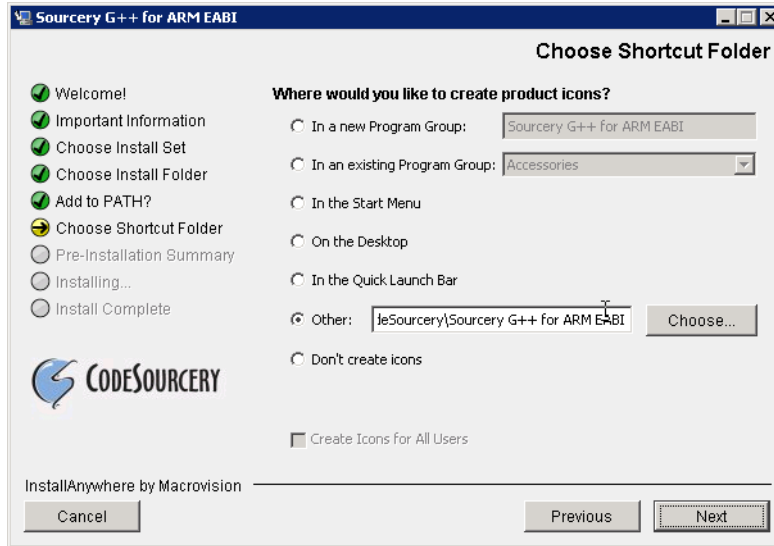 Sourcery G++ for ARM EABI
Choose Shortcut Folder
Welcome!
Important Information
Choose Install Set
Choose Install Folder
Add to PATH?
Choose Shortcut Folder
Pre-Installation Summary
Installing...
Install Complete
CODESOURCERY
Where would you like to create product icons?
In a new Program Group: Sourcery G++ for ARM EABI
In an existing Program Group: Accessories
In the Start Menu
On the Desktop
In the Quick Launch Bar
Other: deSourcery\Sourcery G++ for ARM EABI Choose...
Don't create icons
Create Icons for All Users
InstallAnywhere by Macrovision
Cancel Previous Next